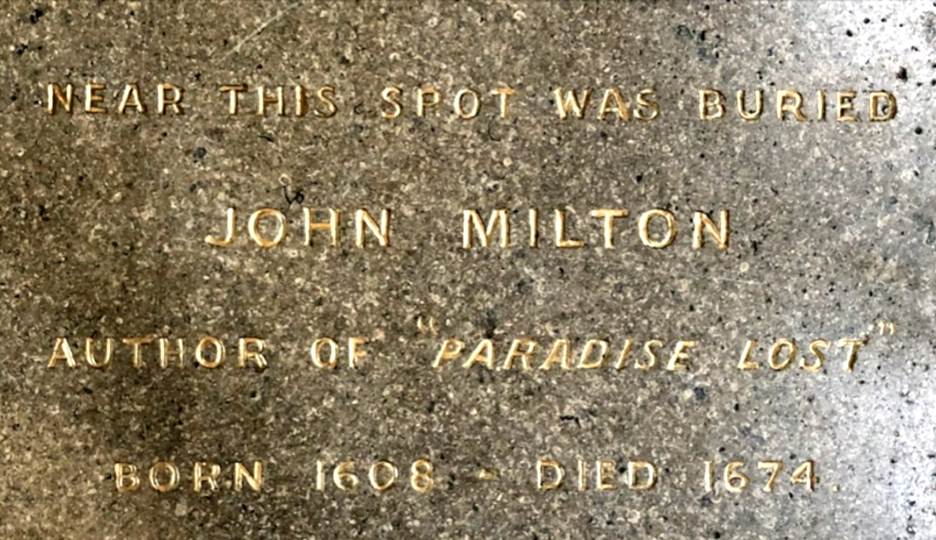 NEAR THIS SPOT WAS BURIED
JOHN MILTON
AUTHOR OF "PARADISE LOST"
BORN 1608 - DIED 1674.